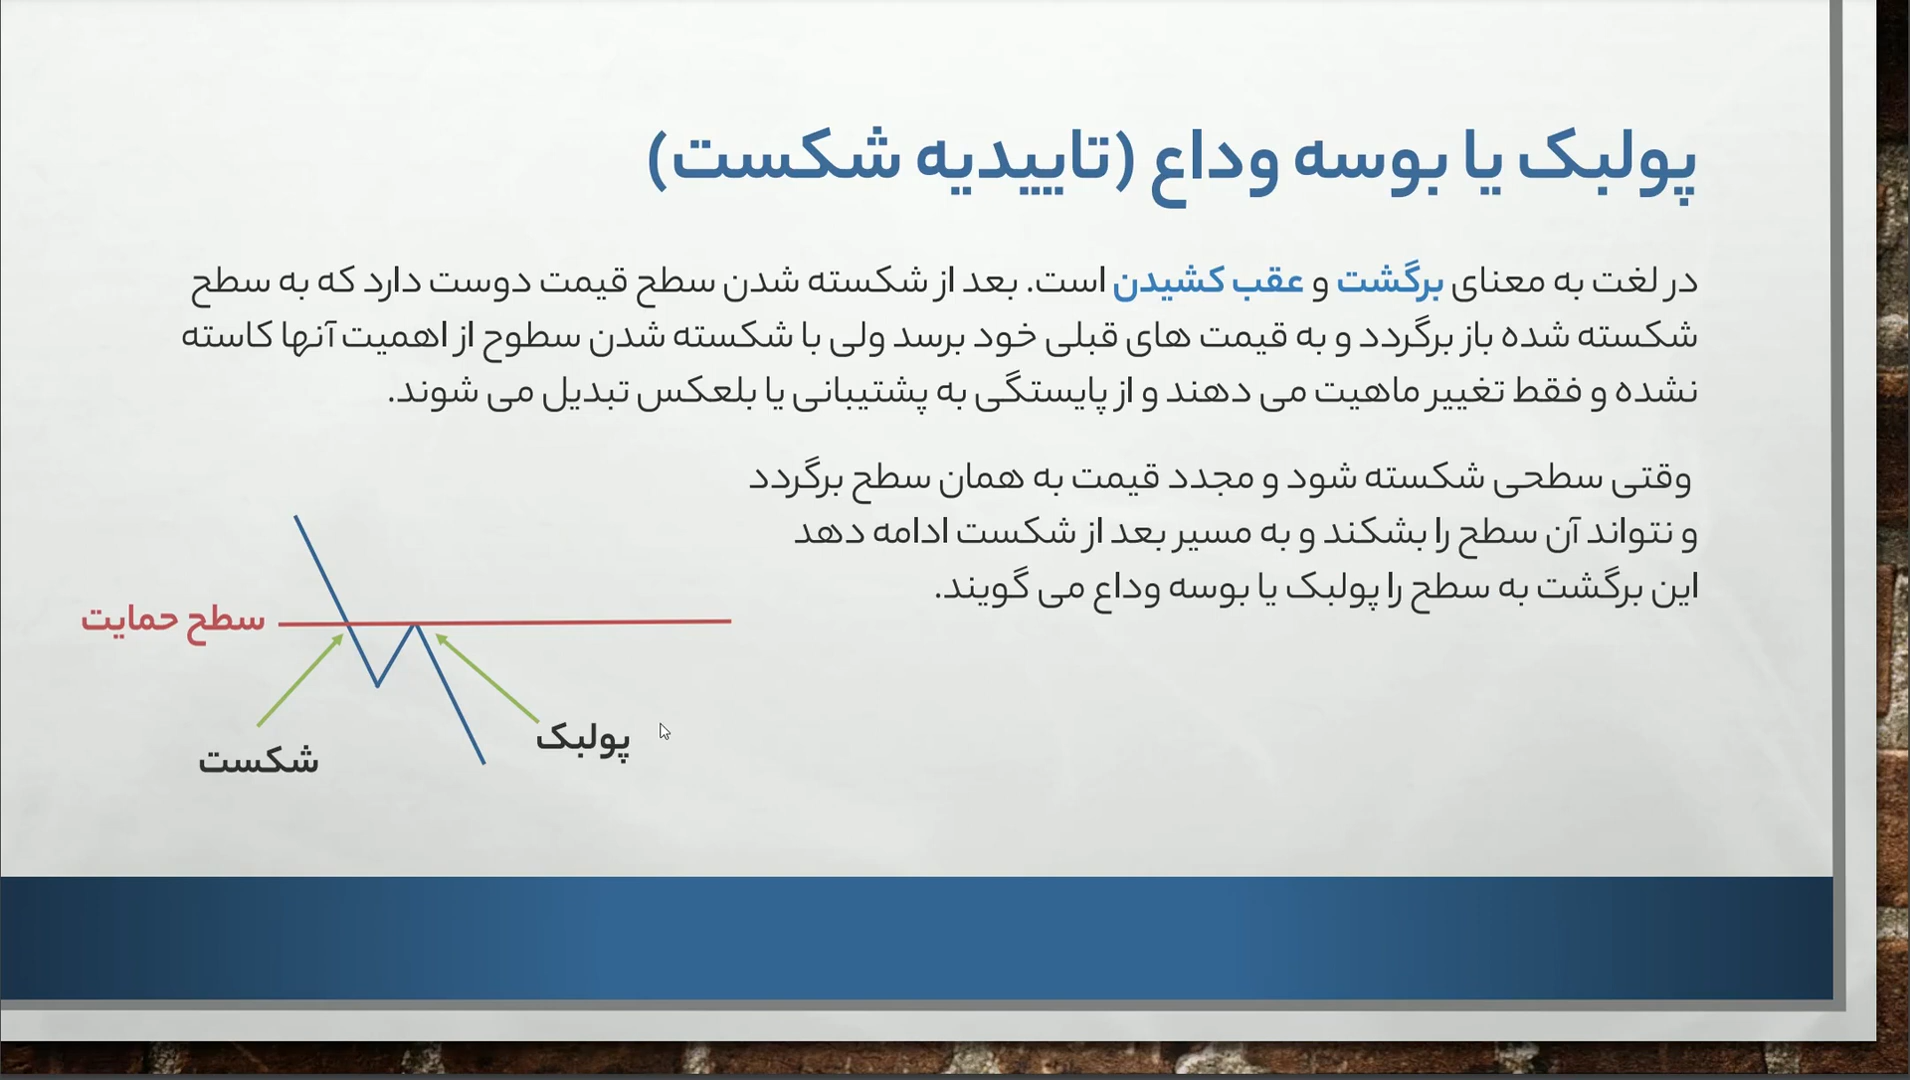 پولبک یا بوسه وداع (تاییدیه شکست)
در لغت به معنای برگشت و عقب کشیدن است. بعد از شکسته شدن سطح قیمت دوست دارد که به سطح
شکسته شده باز برگردد و به قیمت های قبلی خود برسد ولی با شکسته شدن سطوح از اهمیت آنها کاسته
نشده و فقط تغییر ماهیت می دهند و از پایستگی به پشتیبانی یا بلعکس تبدیل می شوند.
وقتی سطحی شکسته شود و مجدد قیمت به همان سطح برگردد
و نتواند آن سطح را بشکند و به مسیر بعد از شکست ادامه دهد
این برگشت به سطح را پولبک یا بوسه وداع می گویند.
سطح حمایت
پولبک
شکست